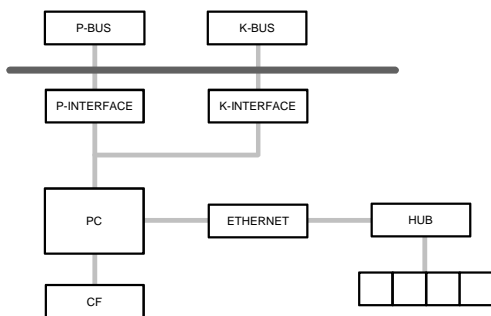 P-BUS
K-BUS
P-INTERFACE
K-INTERFACE
PC
ETHERNET
HUB
CF